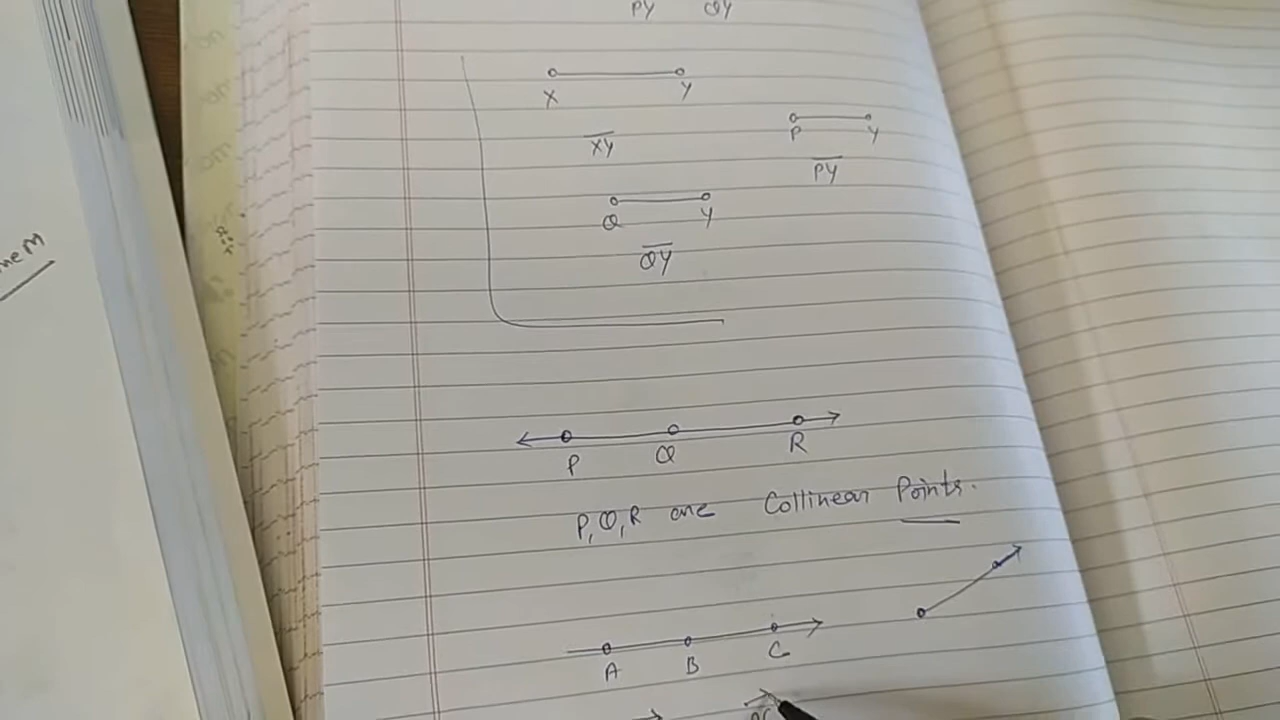 PY QY
X Y
P Y
XY
PY
Q Y
QY
P Q R
P, Q, R are Collinear Points.
A B C